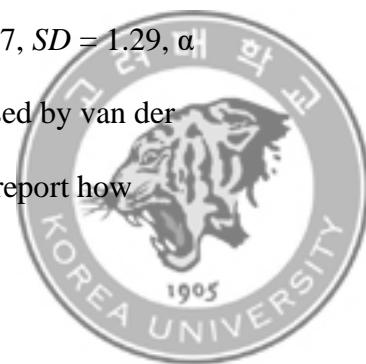 7, SD = 1.29, α
고려대학교
ed by van der
report how
1905
KOREA UNIVERSITY